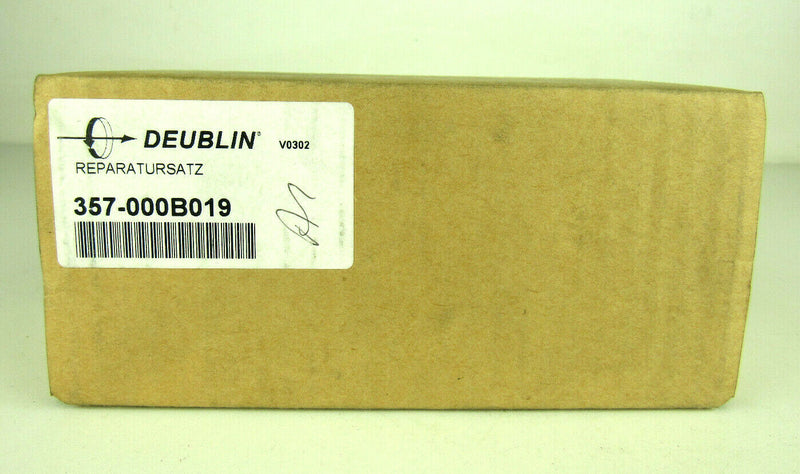 DEUBLIN® V0302
REPARATURSATZ
357-000B019